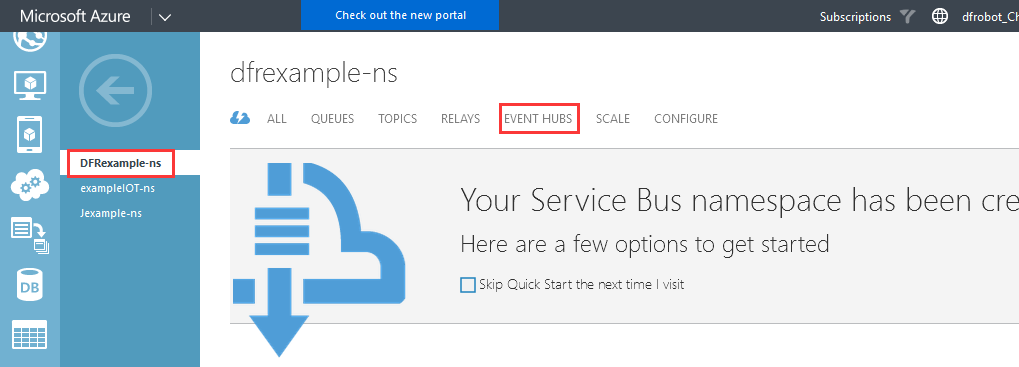 Microsoft Azure
Check out the new portal
Subscriptions
dfrobot_Ch
dfrexample-ns
ALL QUEUES TOPICS RELAYS EVENT HUBS SCALE CONFIGURE
DFRexample-ns
exampleIOT-ns
Jexample-ns
Your Service Bus namespace has been cre
Here are a few options to get started
Skip Quick Start the next time I visit
DB